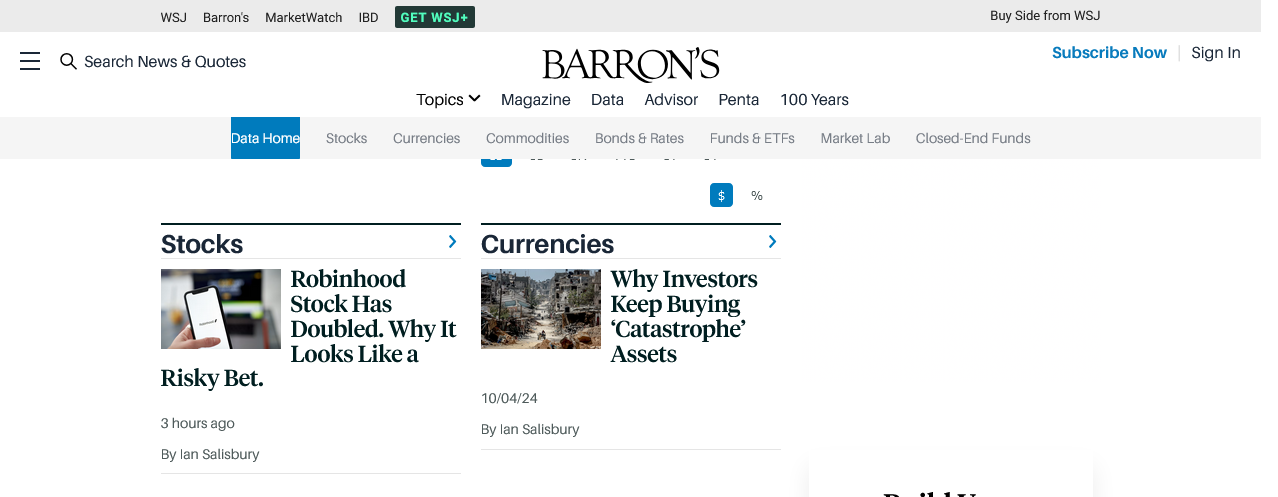 WSJ Barron's MarketWatch IBD GET WSJ+ Buy Side from WSJ
Search News & Quotes
BARRON'S
Subscribe Now Sign In
Topics Magazine Data Advisor Penta 100 Years
Data Home Stocks Currencies Commodities Bonds & Rates Funds & ETFs Market Lab Closed-End Funds
$ %
Stocks
Robinhood
Stock Has
Doubled. Why It
Looks Like a
Risky Bet.
3 hours ago
By Ian Salisbury
Currencies
Why Investors
Keep Buying
‘Catastrophe’
Assets
10/04/24
By Ian Salisbury